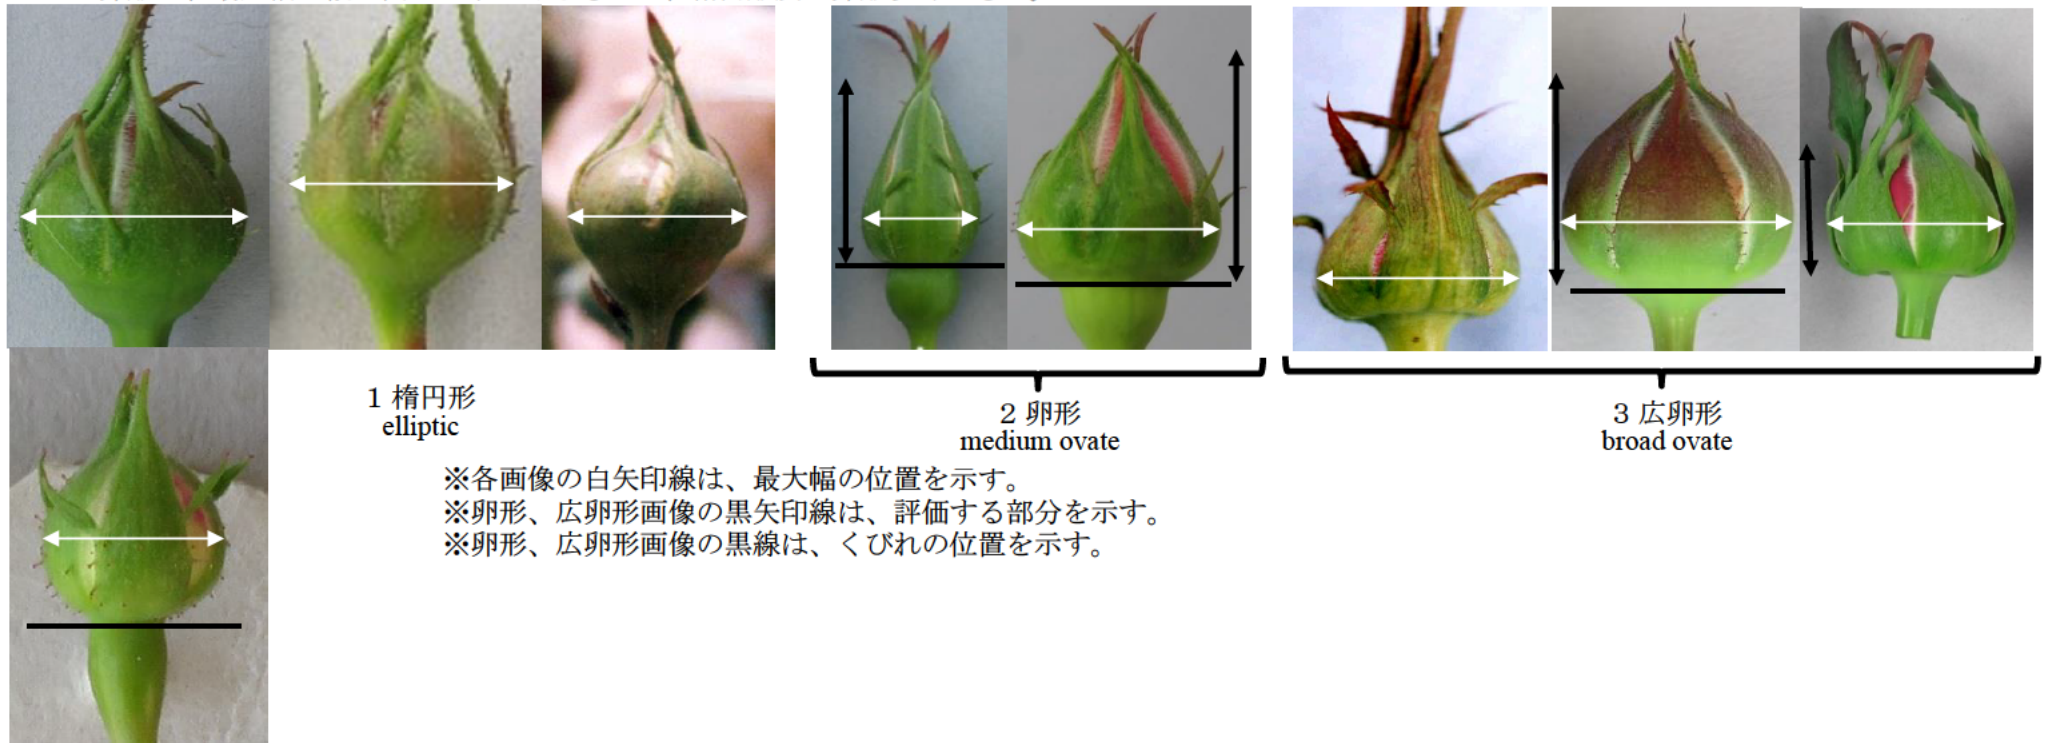 1 楕円形
elliptic
2 卵形
medium ovate
3 広卵形
broad ovate
※各画像の白矢印線は、最大幅の位置を示す。
※卵形、広卵形画像の黒矢印線は、評価する部分を示す。
※卵形、広卵形画像の黒線は、くびれの位置を示す。